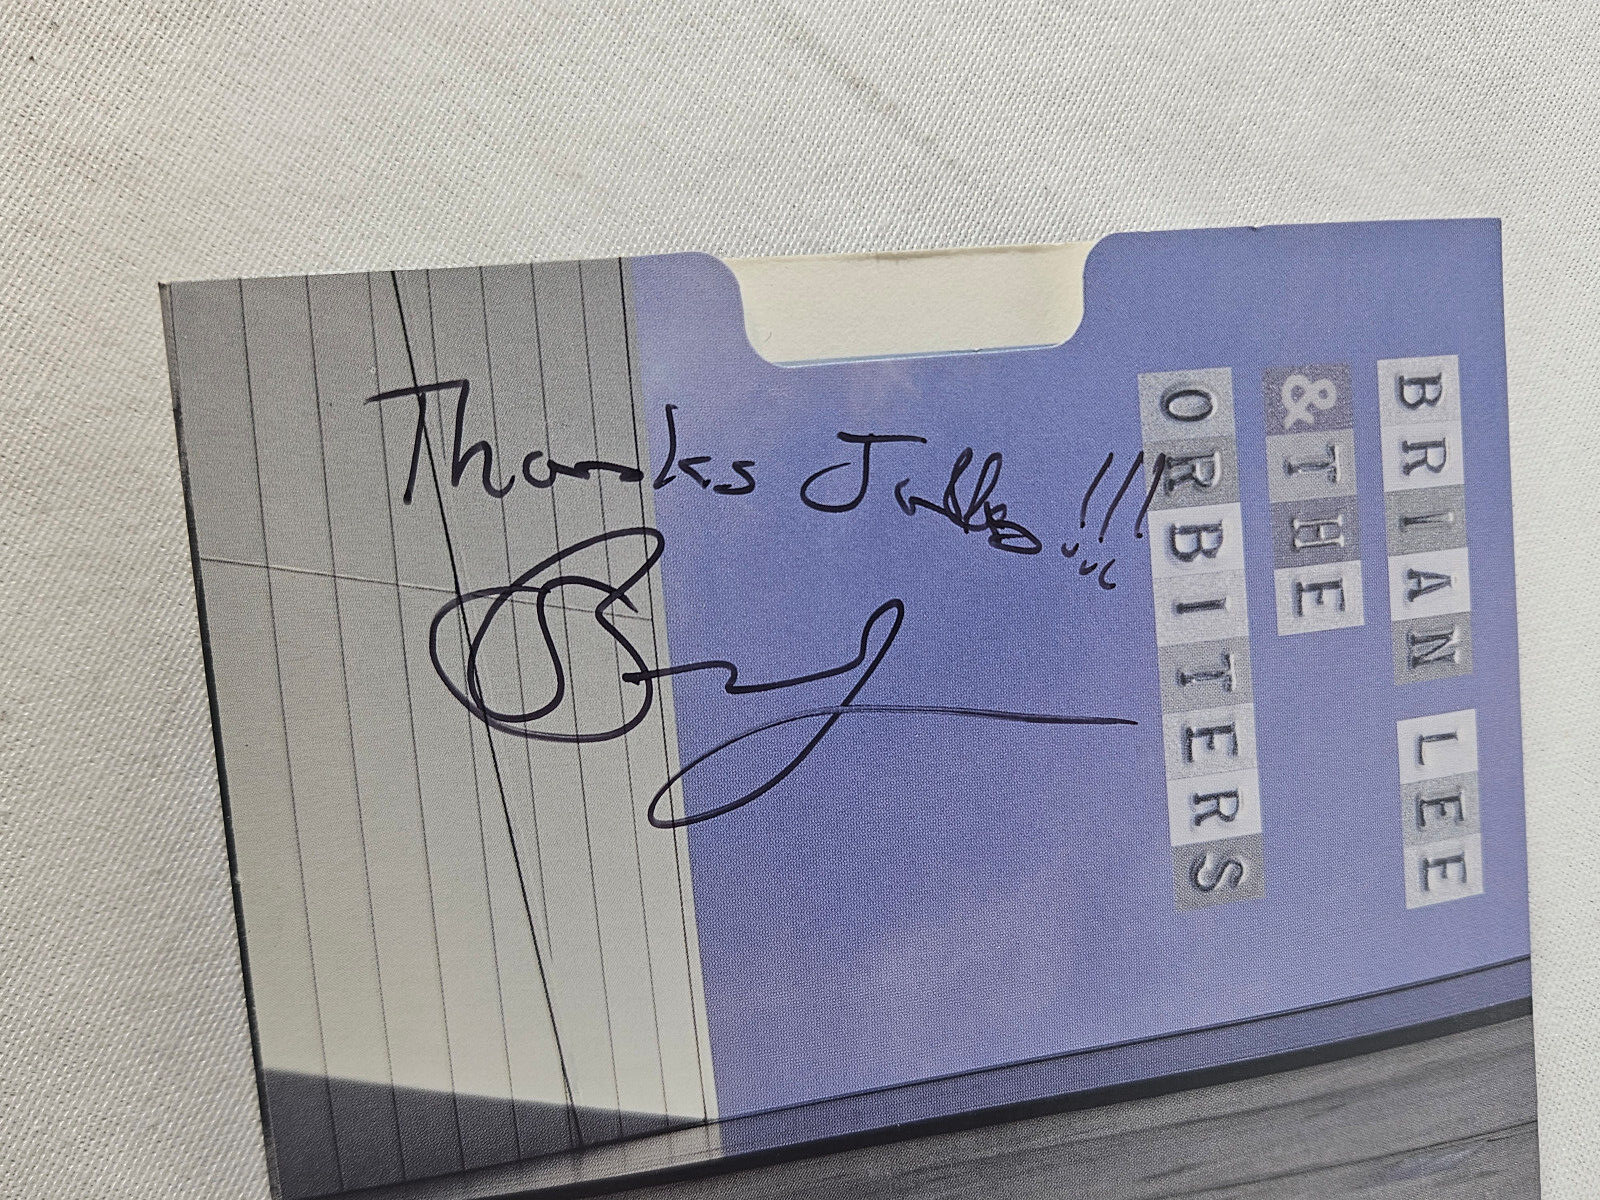 Thanks
!!!
BRIAN LEE
& THE
ORBITERS